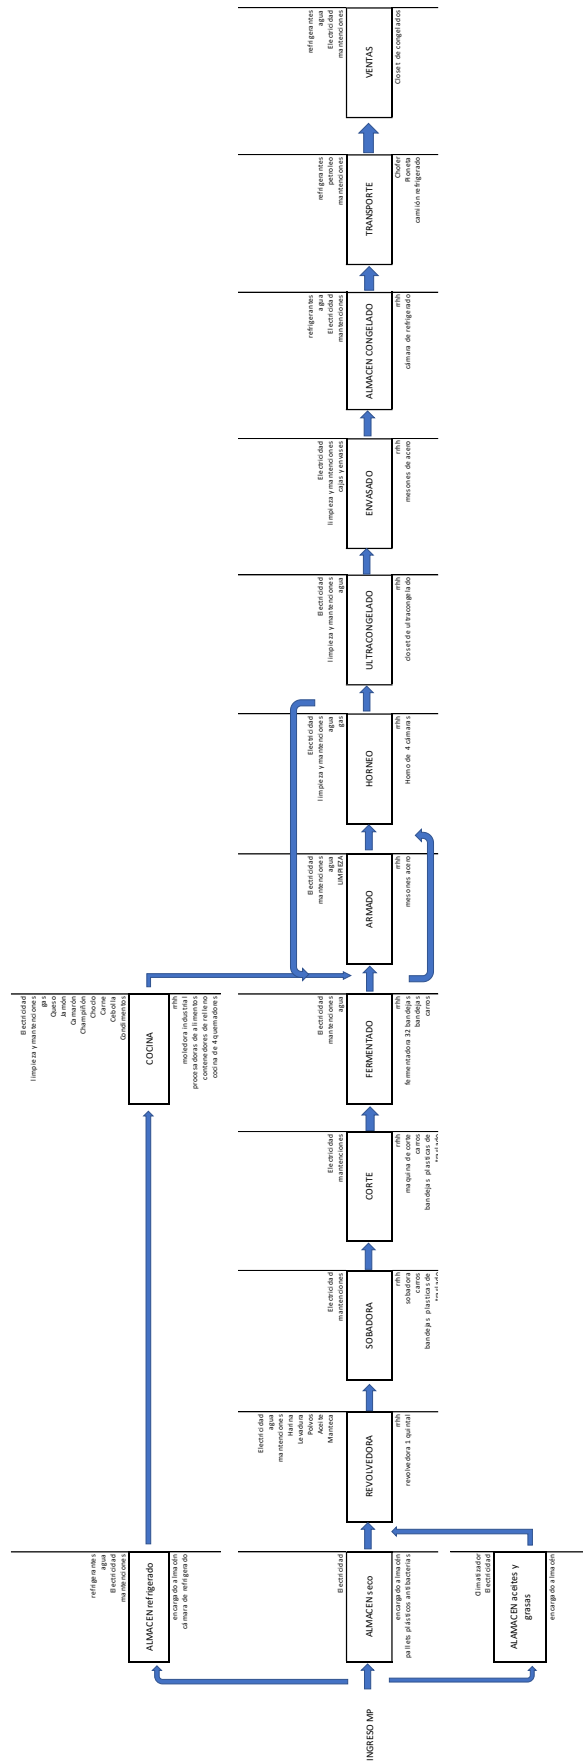 INGRESO MP
refrigerantes
agua
Electricidad
mantenciones
ALMACEN refrigerado
encargado almacén
cámara de refrigerado
Electricidad
ALMACEN seco
encargado almacén
pallets plásticos antibacterias
Climatizador
Electricidad
ALAMACEN aceites y
grasas
encargo almacén
Electricidad
agua
mantenciones
Harina
Levadura
Polvos
Aceite
Manteca
REVOLVEDORA
rrhh
revolvedora 1 quintal
Electricidad
mantenciones
SOBADORA
rrhh
sobadora
carros
bandejas plasticas de
Electricidad
mantenciones
CORTE
rrhh
maquina de corte
carros
bandejas plasticas de
Electricidad
limpieza y mantenciones
gas
Queso
Jamón
Camarón
Champiñón
Choclo
Carne
Cebolla
Condimentos
COCINA
rrhh
moledora industrial
procesadoras de alimentos
contenedores de relleno
cocina de 4 quemadores
Electricidad
mantenciones
agua
FERMENTADO
rrhh
fermentadora 32 bandejas
bandejas
carros
Electricidad
mantenciones
agua
LIMPIEZA
ARMADO
rrhh
mesones acero
Electricidad
limpieza y mantenciones
agua
gas
HORNEO
rrhh
Horno de 4 cámaras
Electricidad
limpieza y mantenciones
agua
ULTRACONGELADO
rrhh
closet de ultracongelado
Electricidad
limpieza y mantenciones
cajas y envases
ENVASADO
rrhh
mesones de acero
refrigerantes
agua
Electricidad
mantenciones
ALMACEN CONGELADO
rrhh
cámara de refrigerado
refrigerantes
petroleo
mantenciones
TRANSPORTE
Chofer
Pioneta
camión refrigerado
refrigerantes
agua
Electricidad
mantenciones
VENTAS
Closet de congelados